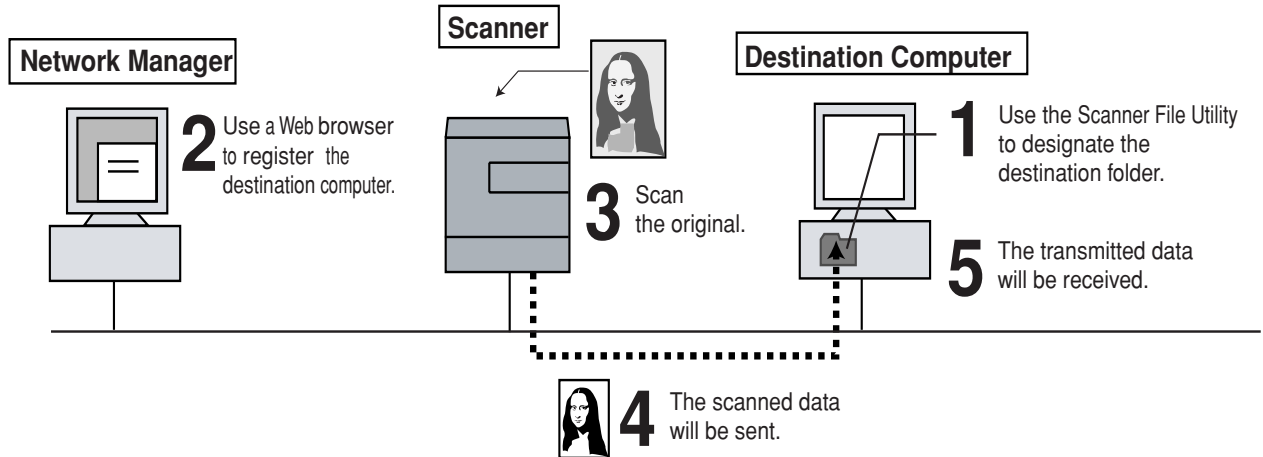 Network Manager
2
Use a Web browser
to register the
destination computer.
Scanner
3
Scan
the original.
Destination Computer
1
Use the Scanner File Utility
to designate the
destination folder.
5
The transmitted data
will be received.
4
The scanned data
will be sent.